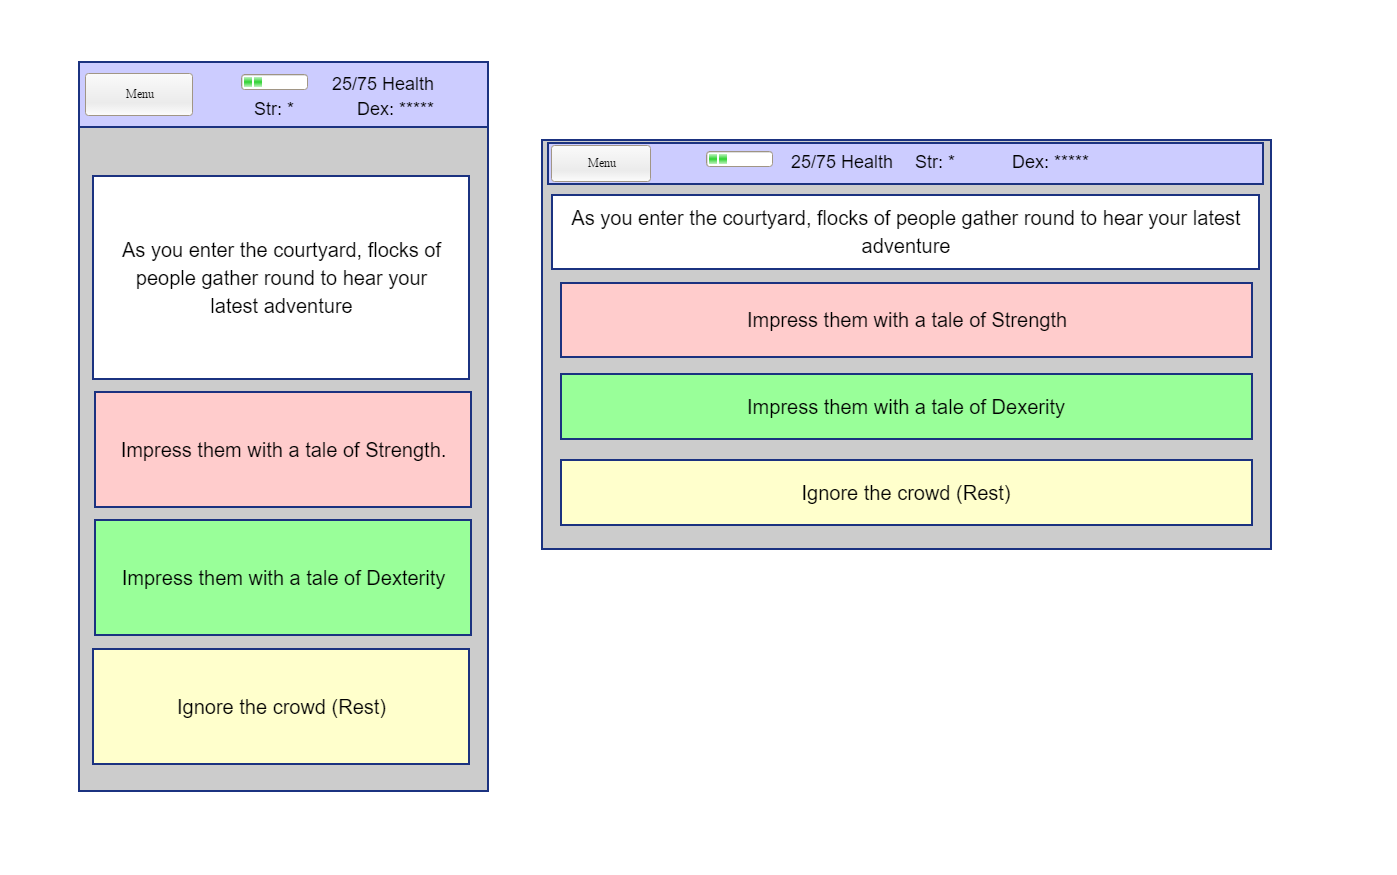 Menu
25/75 Health
Str: *
Dex: *****
As you enter the courtyard, flocks of
people gather round to hear your
latest adventure
Impress them with a tale of Strength.
Impress them with a tale of Dexterity
Ignore the crowd (Rest)
Menu
25/75 Health
Str: *
Dex: *****
As you enter the courtyard, flocks of people gather round to hear your latest
adventure
Impress them with a tale of Strength
Impress them with a tale of Dexerity
Ignore the crowd (Rest)